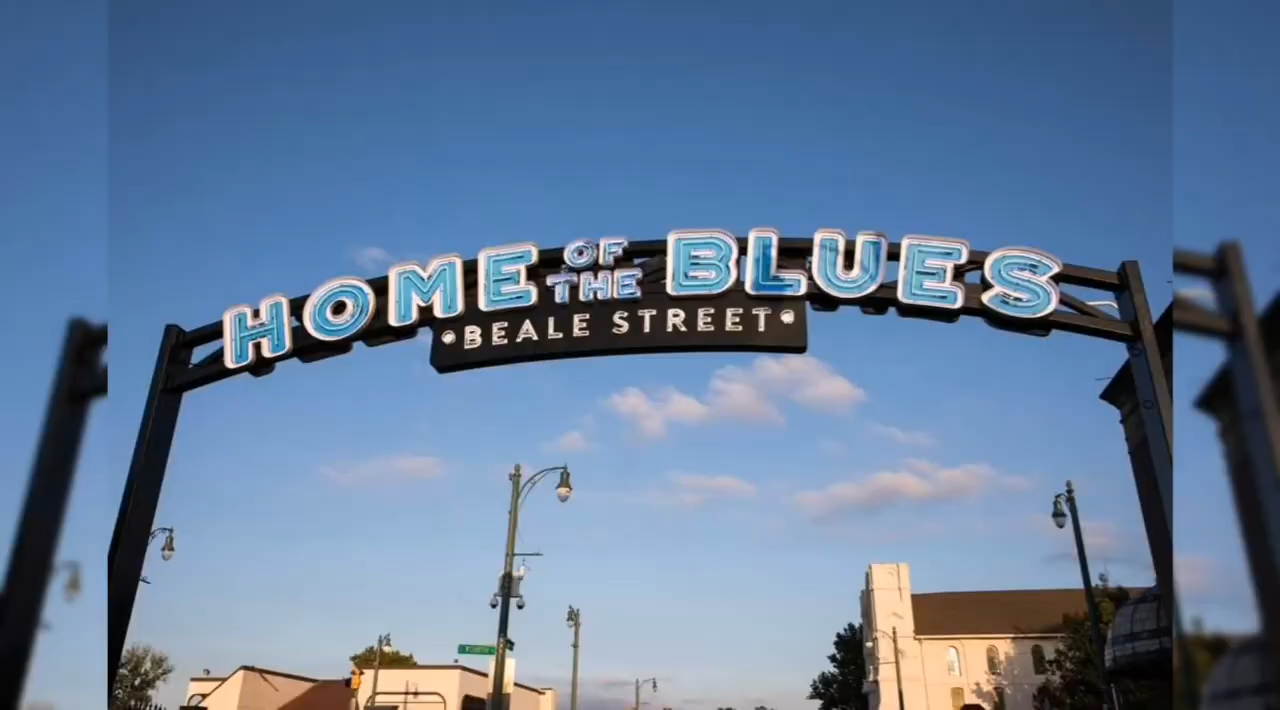 HOME OF THE BLUES
• BEALE STREET •